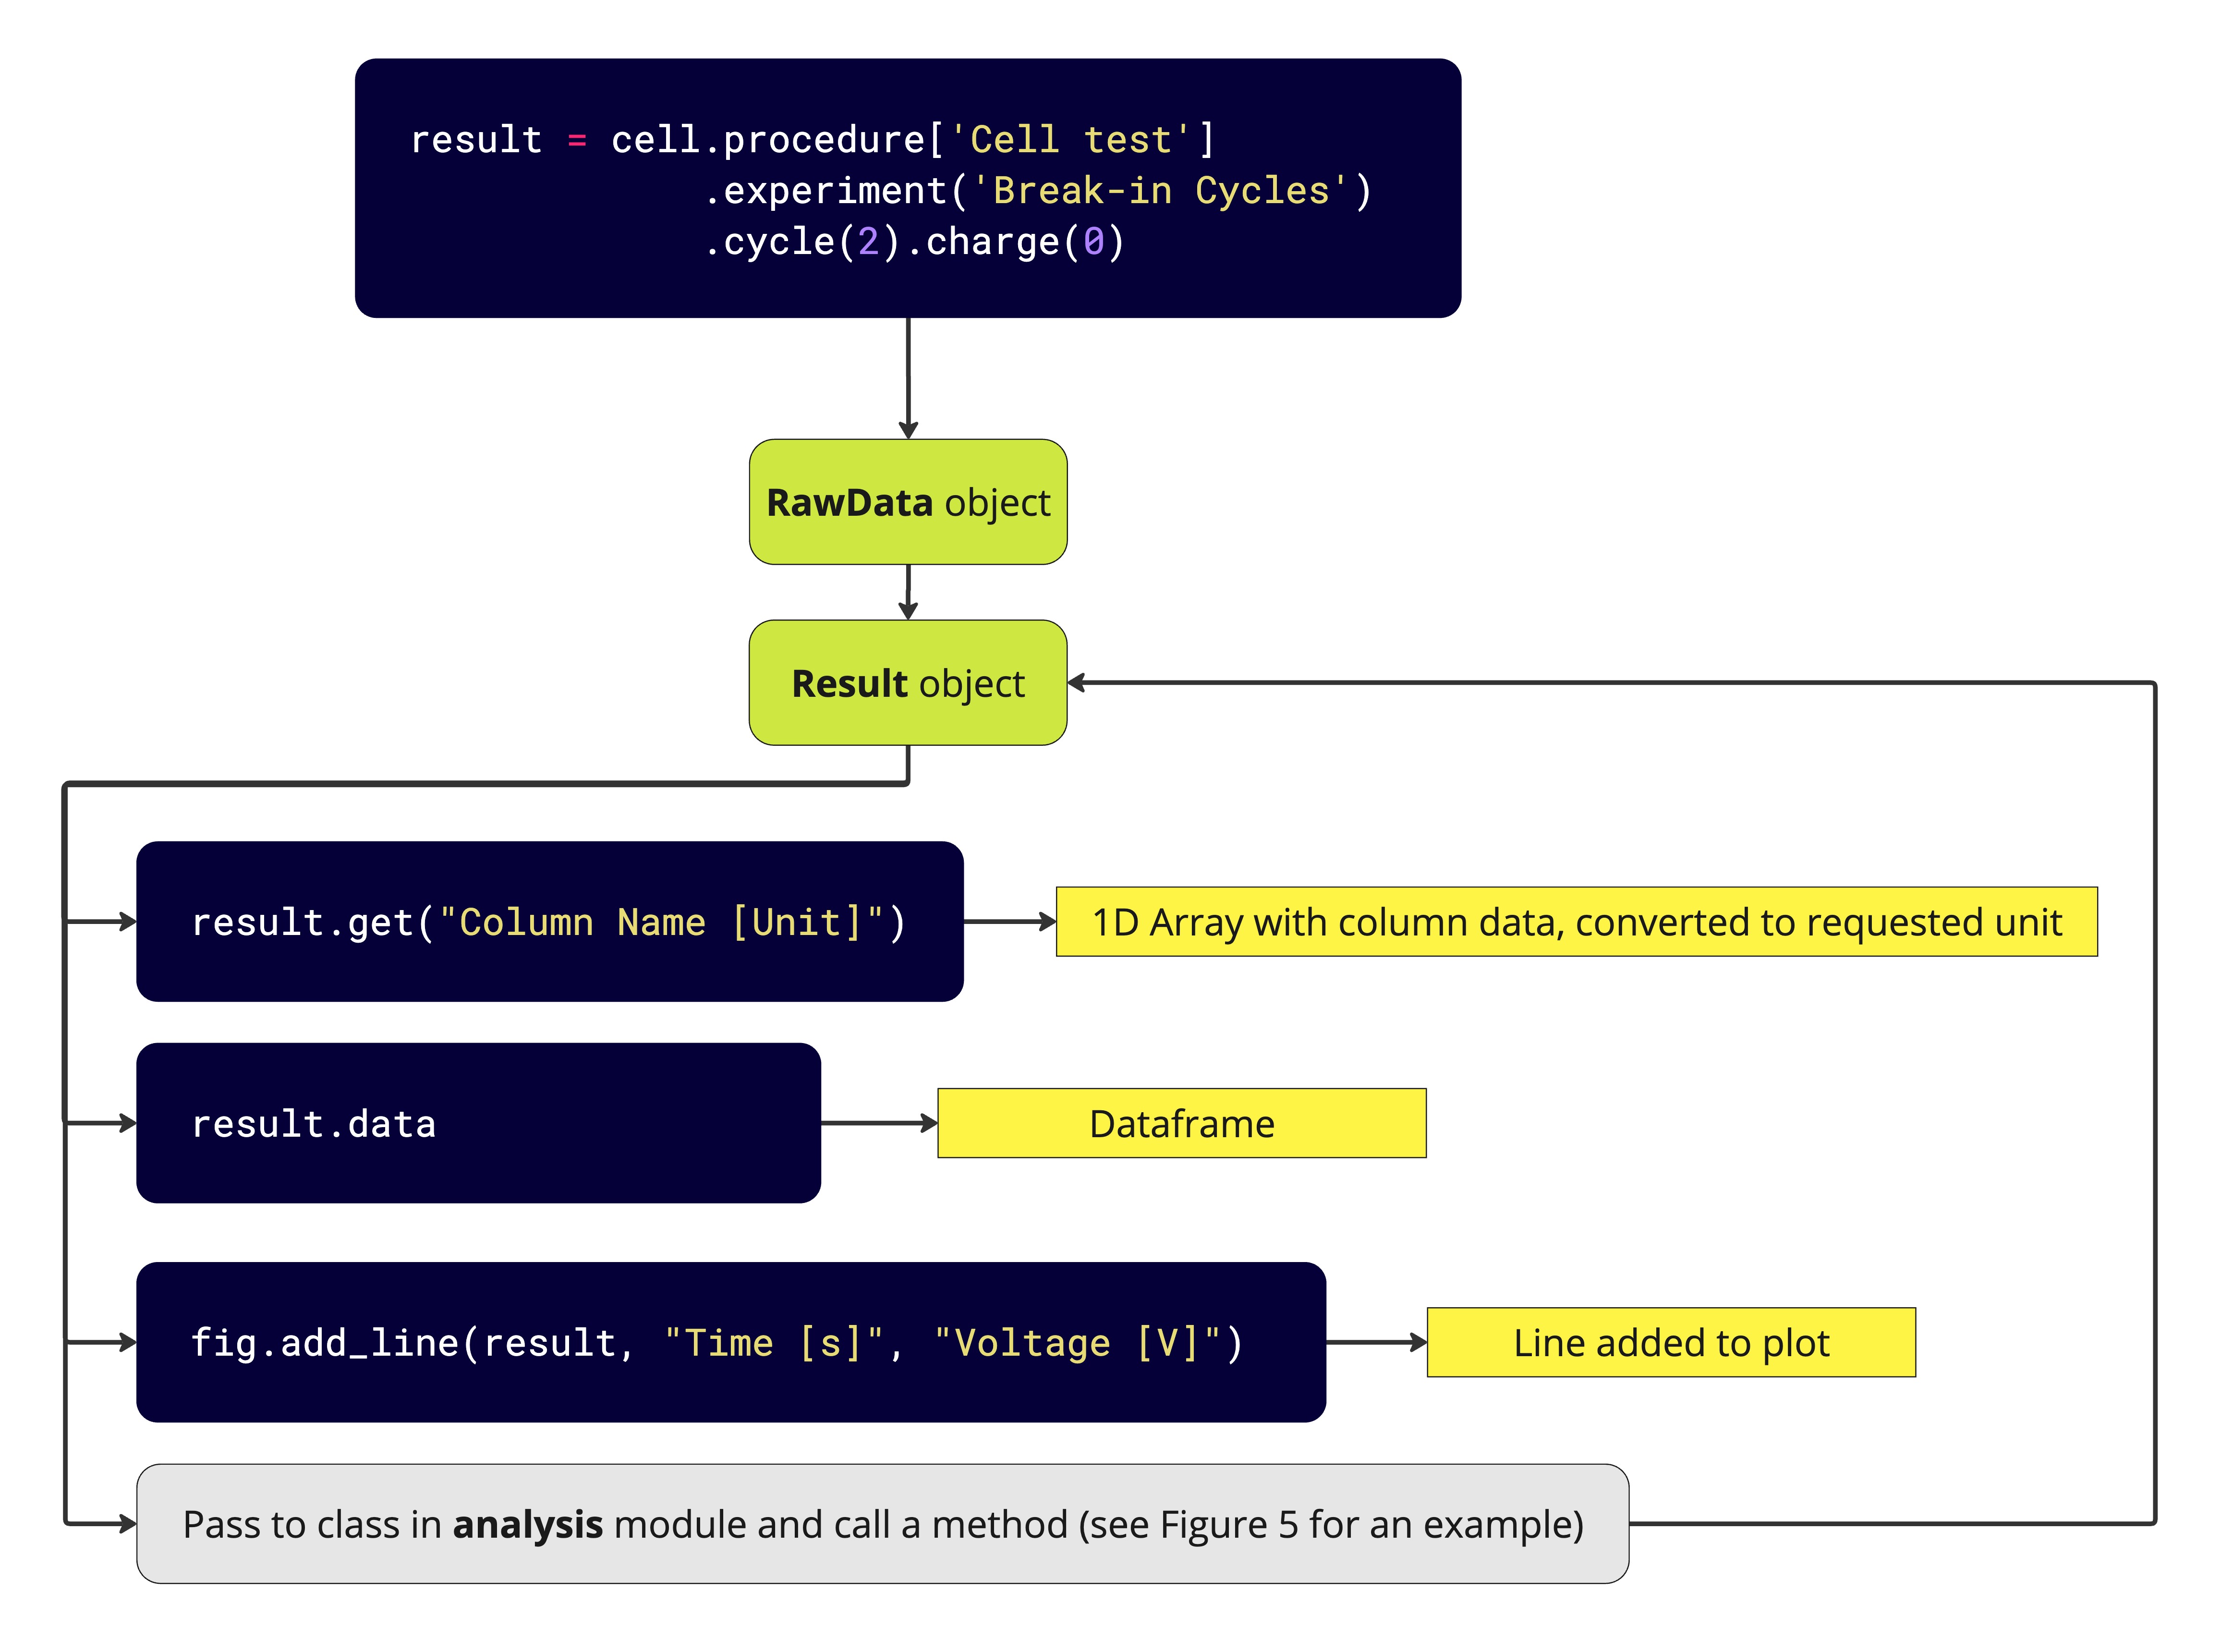 result = cell.procedure['Cell test']
.experiment('Break-in Cycles')
.cycle(2).charge(0)
RawData object
Result object
result.get("Column Name [Unit]")
1D Array with column data, converted to requested unit
result.data
Dataframe
fig.add_line(result, "Time [s]", "Voltage [V]")
Line added to plot
Pass to class in analysis module and call a method (see Figure 5 for an example)